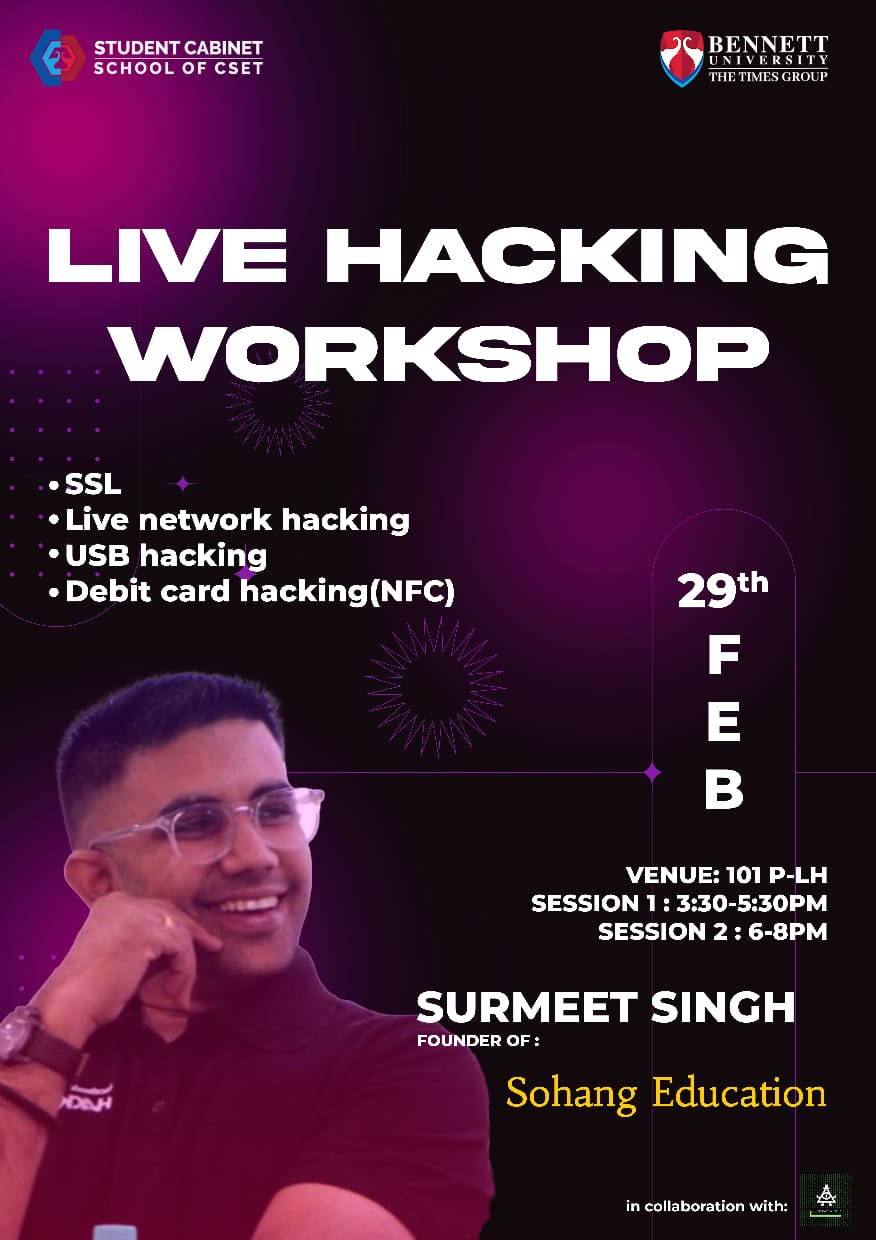 STUDENT CABINET
SCHOOL OF CSET
BENNETT
UNIVERSITY
THE TIMES GROUP
LIVE HACKING
WORKSHOP
• SSL
• Live network hacking
• USB hacking
• Debit card hacking(NFC)
29th
F
E
B
VENUE: 101 P-LH
SESSION 1 : 3:30-5:30PM
SESSION 2 : 6-8PM
SURMEET SINGH
FOUNDER OF :
Sohang Education
in collaboration with: